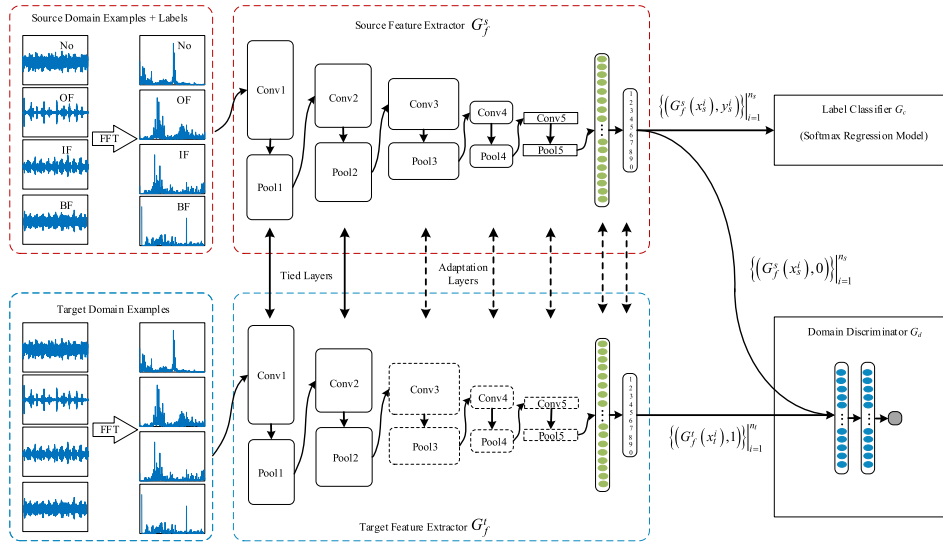 Source Domain Examples + Labels
No
No
OF
OF
FFT
IF
IF
BF
BF
Source Feature Extractor G_f^s
Conv1
Pool1
Conv2
Pool2
Conv3
Pool3
Conv4
Pool4
Conv5
Pool5
1
2
3
4
5
6
7
8
9
0
{(G_f^s(x_s^i), y_s^i)}|_{i=1}^{n_s}
Label Classifier G_c
(Softmax Regression Model)
Tied Layers
Adaptation
Layers
{(G_f^s(x_s^i), 0)}|_{i=1}^{n_s}
Target Domain Examples
FFT
Conv1
Pool1
Conv2
Pool2
Conv3
Pool3
Conv4
Pool4
Conv5
Pool5
1
2
3
4
5
6
7
8
9
0
Target Feature Extractor G_f^t
{(G_f^t(x_t^i), 1)}|_{i=1}^{n_t}
Domain Discriminator G_d